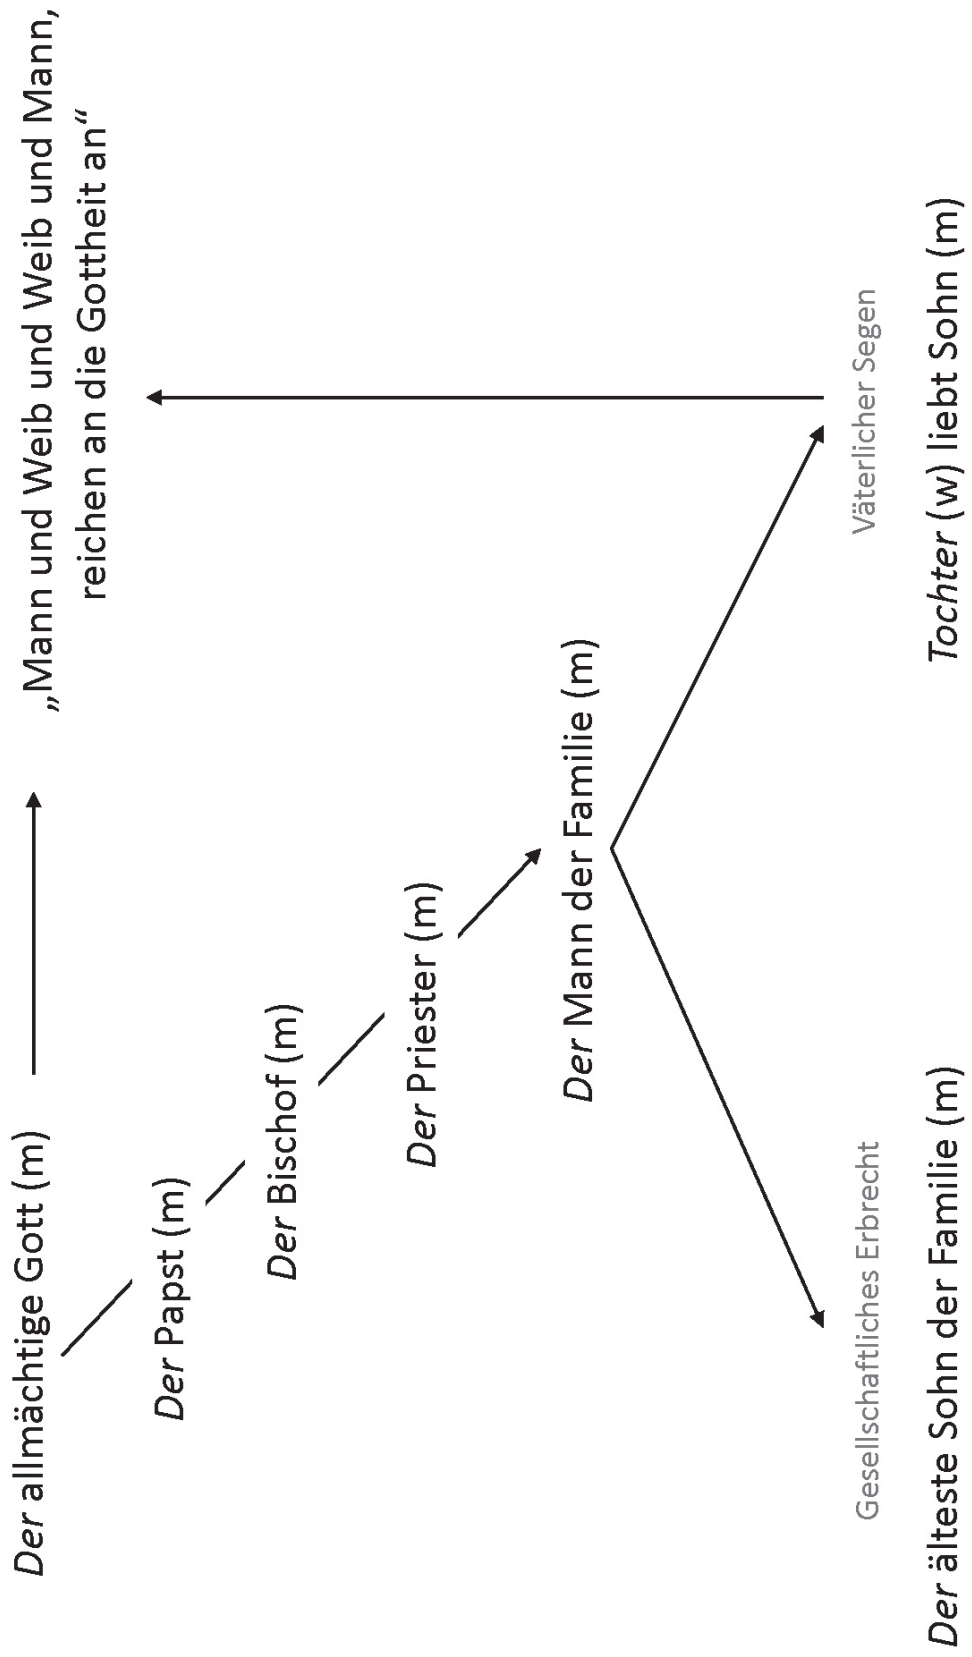 Der allmächtige Gott (m)
„Mann und Weib und Weib und Mann,
reichen an die Gottheit an“
Der Papst (m)
Der Bischof (m)
Der Priester (m)
Der Mann der Familie (m)
Gesellschaftliches Erbrecht
Väterlicher Segen
Der älteste Sohn der Familie (m)
Tochter (w) liebt Sohn (m)